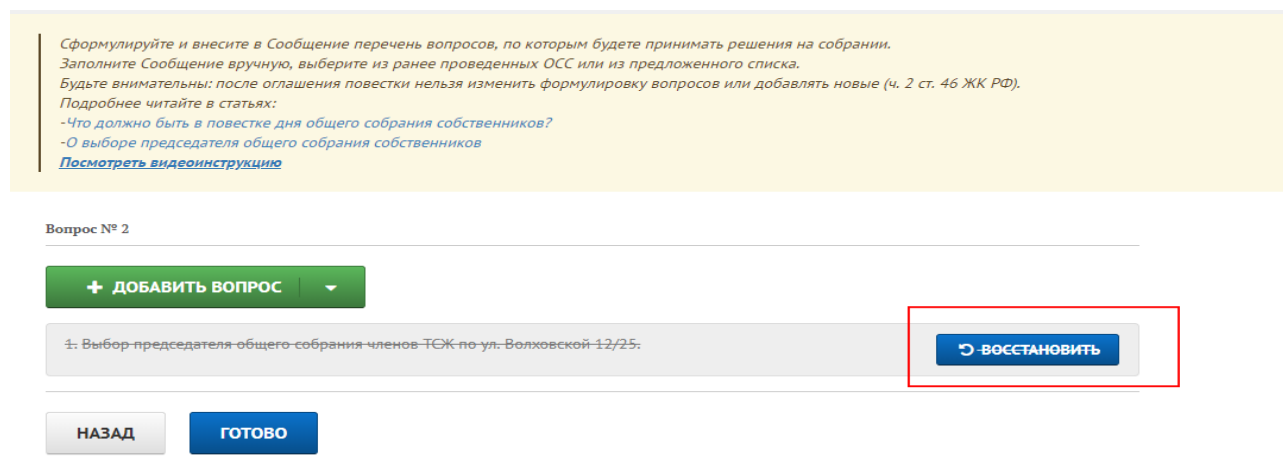 Сформулируйте и внесите в Сообщение перечень вопросов, по которым будете принимать решения на собрании.
Заполните Сообщение вручную, выберите из ранее проведенных ОСС или из предложенного списка.
Будьте внимательны: после оглашения повестки нельзя изменить формулировку вопросов или добавлять новые (ч. 2 ст. 46 ЖК РФ).
Подробнее читайте в статьях:
-Что должно быть в повестке дня общего собрания собственников?
-О выборе председателя общего собрания собственников
Посмотреть видеоинструкцию
Вопрос № 2
+ ДОБАВИТЬ ВОПРОС
1. Выбор председателя общего собрания членов ТСЖ по ул. Волховской 12/25.
ВОССТАНОВИТЬ
НАЗАД ГОТОВО